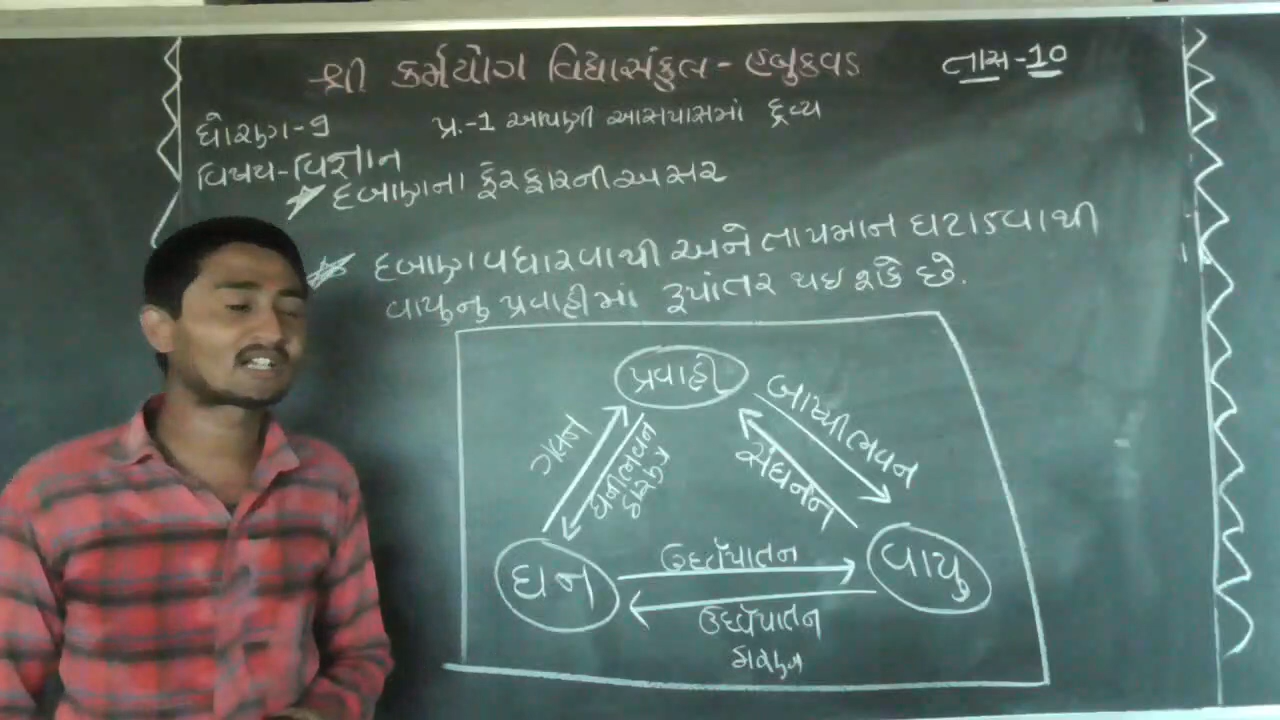 શ્રી કર્મયોગ વિદ્યાસંકુલ - હબુકવડ
તાસ-10
ધોરણ-9
પ્ર.-1 આપણી આસપાસમાં દ્રવ્ય
વિષય-વિજ્ઞાન
દબાણના ફેરફારની અસર
દબાણ વધારવાથી અને તાપમાન ઘટાડવાથી
વાયુનુ પ્રવાહીમાં રૂપાંતર થઇ શકે છે.
પ્રવાહી
ગલન
ઘનીભવન
ઠારણ
બાષ્પીભવન
સંઘનન
ઘન
ઉર્ધ્વપાતન
વાયુ
ઉર્ધ્વપાતન